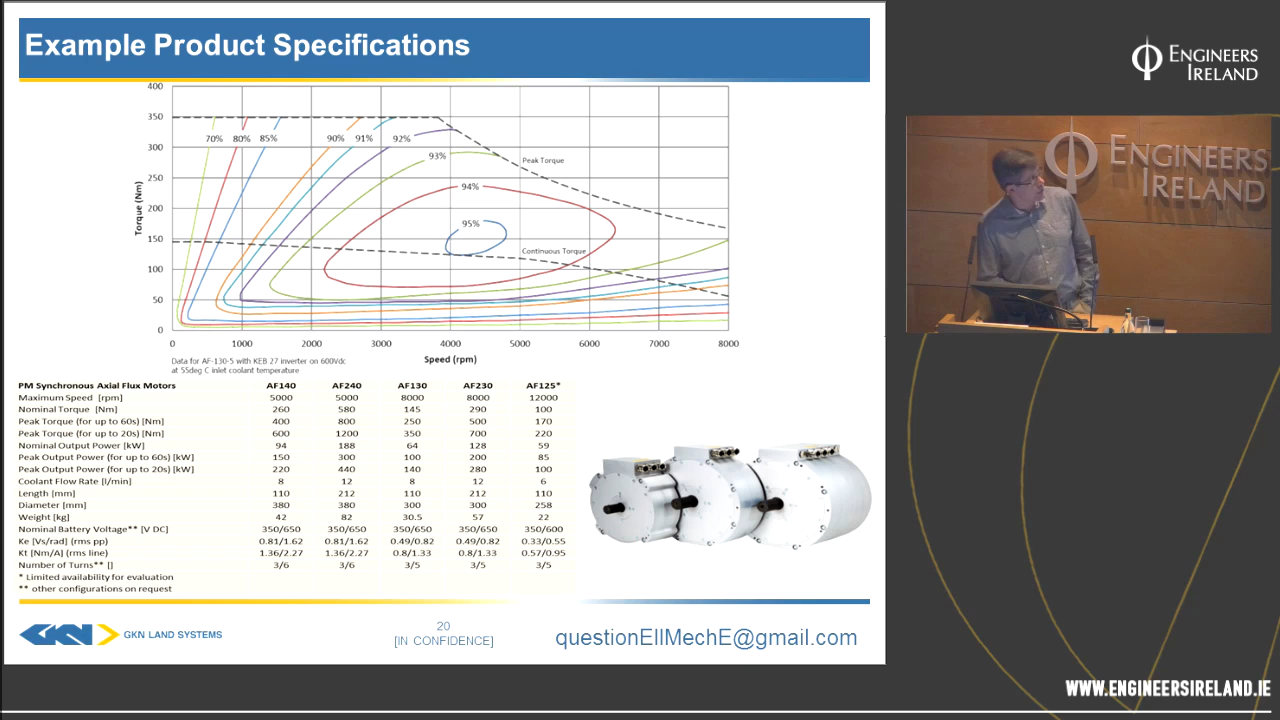 Example Product Specifications
400
350
300
250
200
150
100
50
0
Torque (Nm)
70% 80% 85% 90% 91% 92%
93%
94%
95%
Peak Torque
Continuous Torque
0 1000 2000 3000 4000 5000 6000 7000 8000
Speed (rpm)
Data for AF-130-5 with KEB 27 inverter on 600Vdc
at 55deg C inlet coolant temperature
PM Synchronous Axial Flux Motors AF140 AF240 AF130 AF230 AF125*
Maximum Speed [rpm] 5000 5000 8000 8000 12000
Nominal Torque [Nm] 260 580 145 290 100
Peak Torque (for up to 60s) [Nm] 400 800 250 500 170
Peak Torque (for up to 20s) [Nm] 600 1200 350 700 220
Nominal Output Power [kW] 94 188 64 128 59
Peak Output Power (for up to 60s) [kW] 150 300 100 200 85
Peak Output Power (for up to 20s) [kW] 220 440 140 280 100
Coolant Flow Rate [l/min] 8 12 8 12 6
Length [mm] 110 212 110 212 110
Diameter [mm] 380 380 300 300 258
Weight [kg] 42 82 30.5 57 22
Nominal Battery Voltage** [V DC] 350/650 350/650 350/650 350/650 350/600
Ke [Vs/rad] (rms pp) 0.81/1.62 0.81/1.62 0.49/0.82 0.49/0.82 0.33/0.55
Kt [Nm/A] (rms line) 1.36/2.27 1.36/2.27 0.8/1.33 0.8/1.33 0.57/0.95
Number of Turns** [] 3/6 3/6 3/5 3/5 3/5
* Limited availability for evaluation
** other configurations on request
GKN GKN LAND SYSTEMS
20
[IN CONFIDENCE]
questionEIIMechE@gmail.com
ENGINEERS
IRELAND
ENGINEERS
IRELAND
WWW.ENGINEERSIRELAND.IE